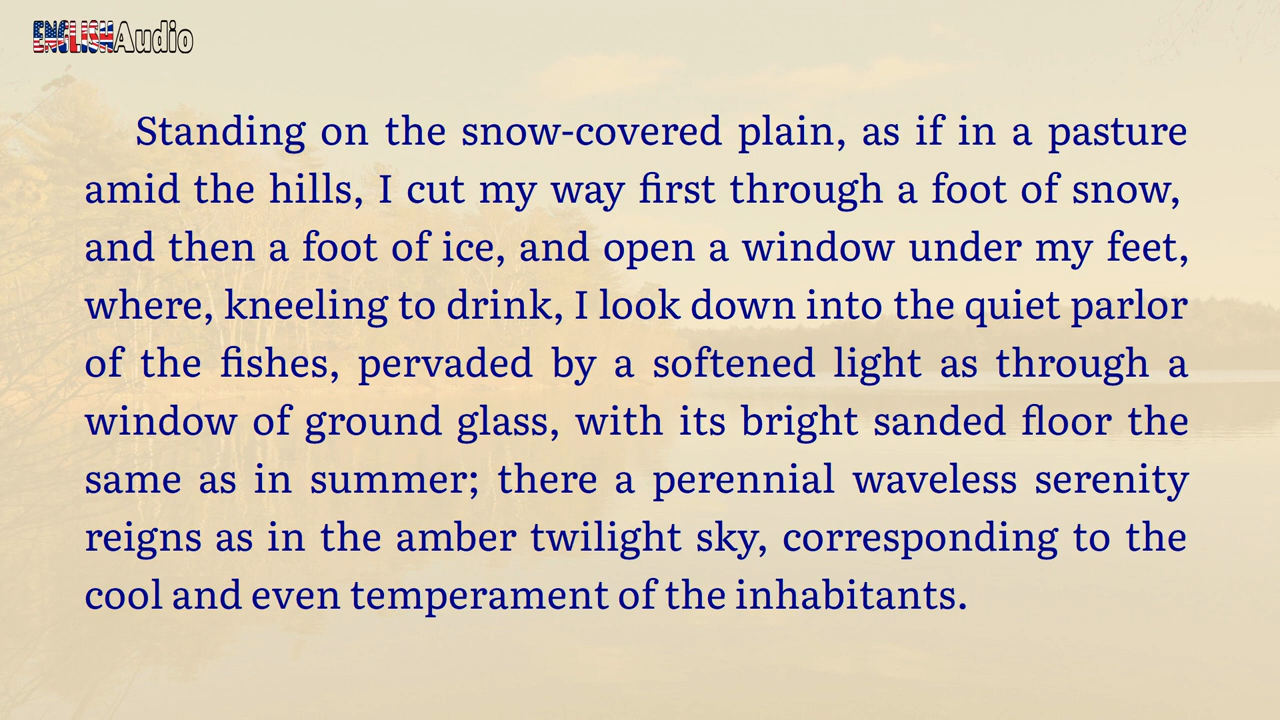 ENGLISHAudio
Standing on the snow-covered plain, as if in a pasture
amid the hills, I cut my way first through a foot of snow,
and then a foot of ice, and open a window under my feet,
where, kneeling to drink, I look down into the quiet parlor
of the fishes, pervaded by a softened light as through a
window of ground glass, with its bright sanded floor the
same as in summer; there a perennial waveless serenity
reigns as in the amber twilight sky, corresponding to the
cool and even temperament of the inhabitants.